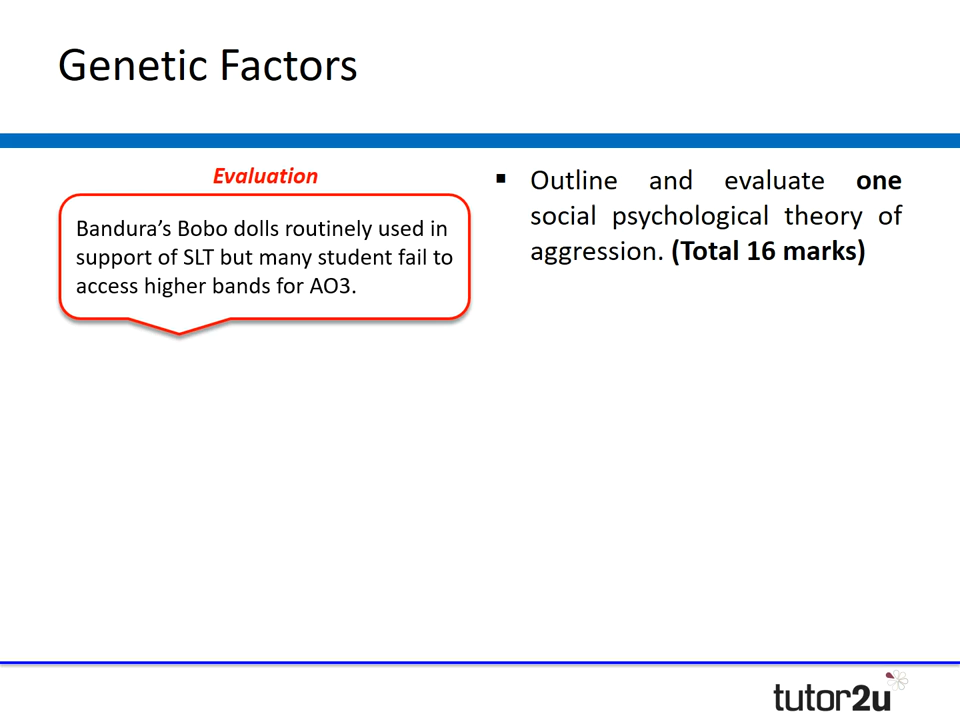 Genetic Factors
Evaluation
Bandura’s Bobo dolls routinely used in
support of SLT but many student fail to
access higher bands for AO3.
▪ Outline and evaluate one
social psychological theory of
aggression. (Total 16 marks)
tutor2u